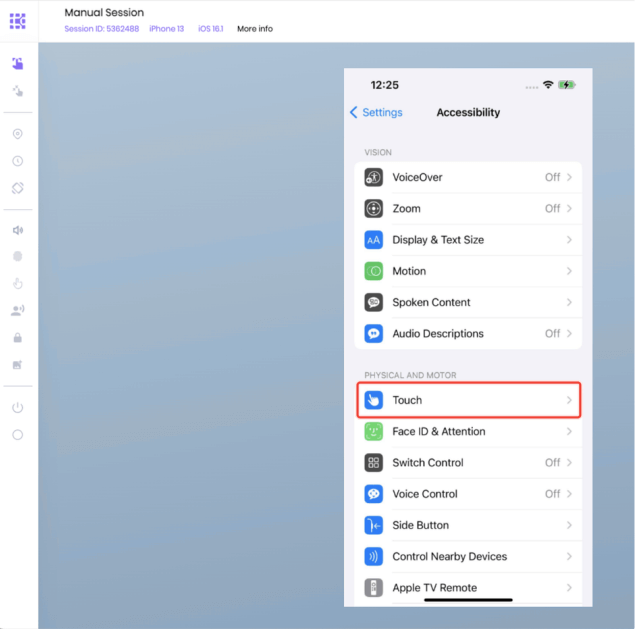 Manual Session
Session ID: 5362488 iPhone 13 iOS 16.1 More info
12:25
Settings Accessibility
VISION
VoiceOver Off
Zoom Off
AA Display & Text Size
Motion
Spoken Content
Audio Descriptions Off
PHYSICAL AND MOTOR
Touch
Face ID & Attention
Switch Control Off
Voice Control Off
Side Button
Control Nearby Devices
Apple TV Remote